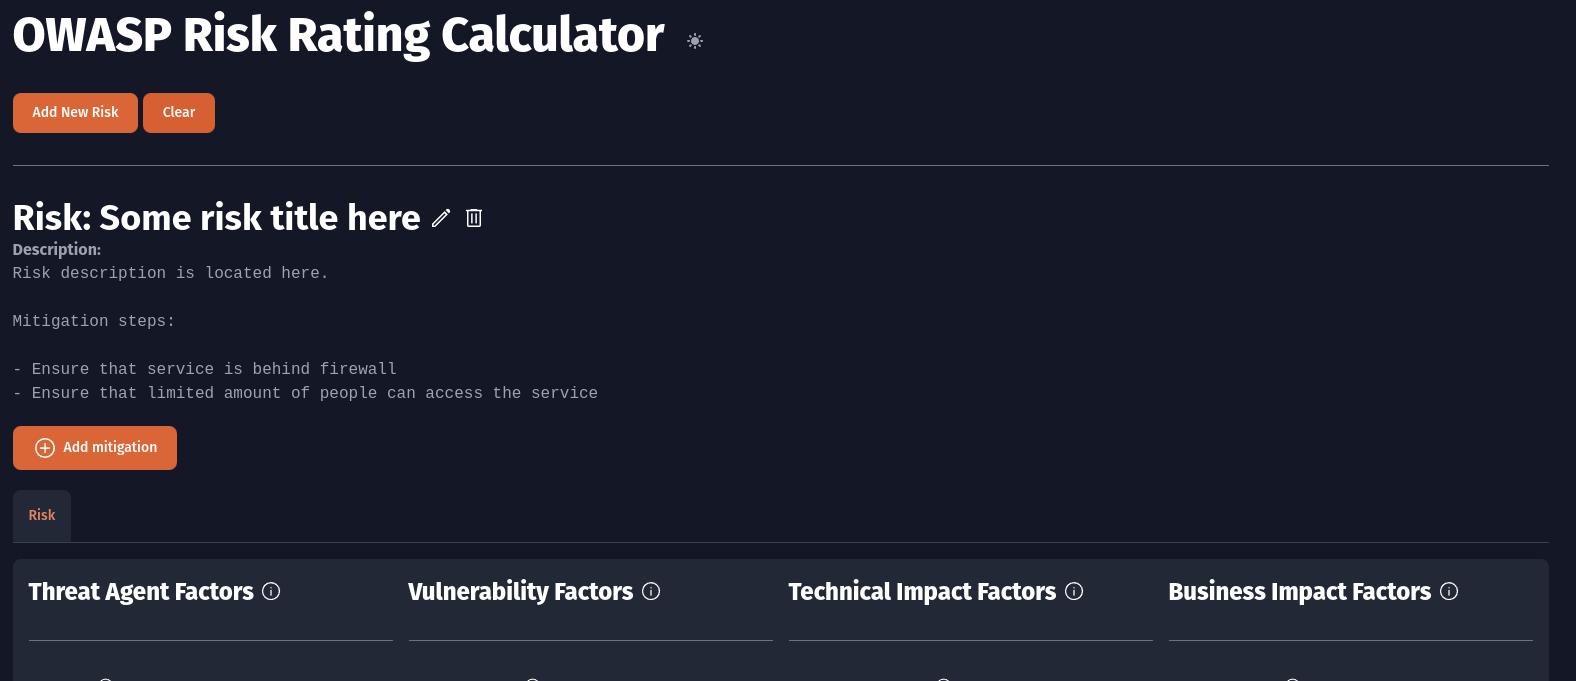 OWASP Risk Rating Calculator
Add New Risk
Clear
Risk: Some risk title here
Description:
Risk description is located here.
Mitigation steps:
- Ensure that service is behind firewall
- Ensure that limited amount of people can access the service
Add mitigation
Risk
Threat Agent Factors
Vulnerability Factors
Technical Impact Factors
Business Impact Factors